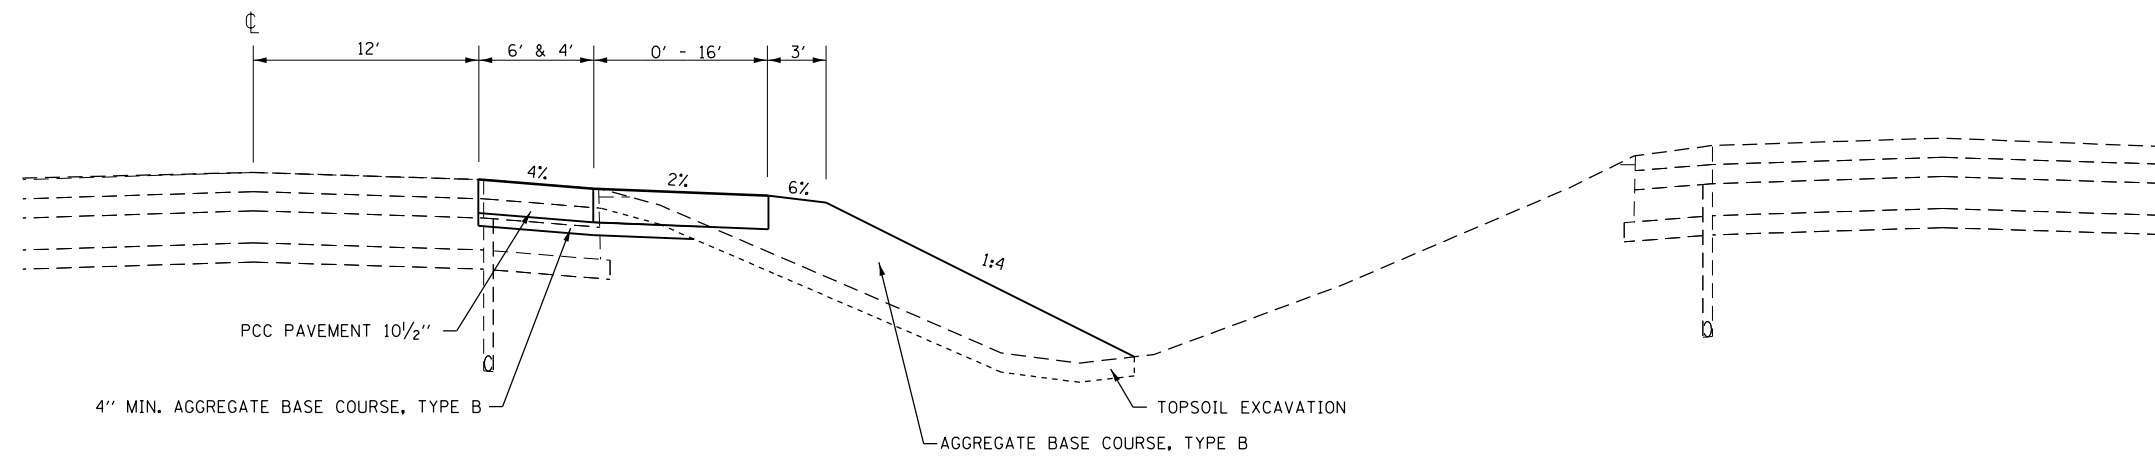 ℄
12' 6' & 4' 0' - 16' 3'
4% 2% 6%
1:4
PCC PAVEMENT 10½"
4" MIN. AGGREGATE BASE COURSE, TYPE B
TOPSOIL EXCAVATION
AGGREGATE BASE COURSE, TYPE B